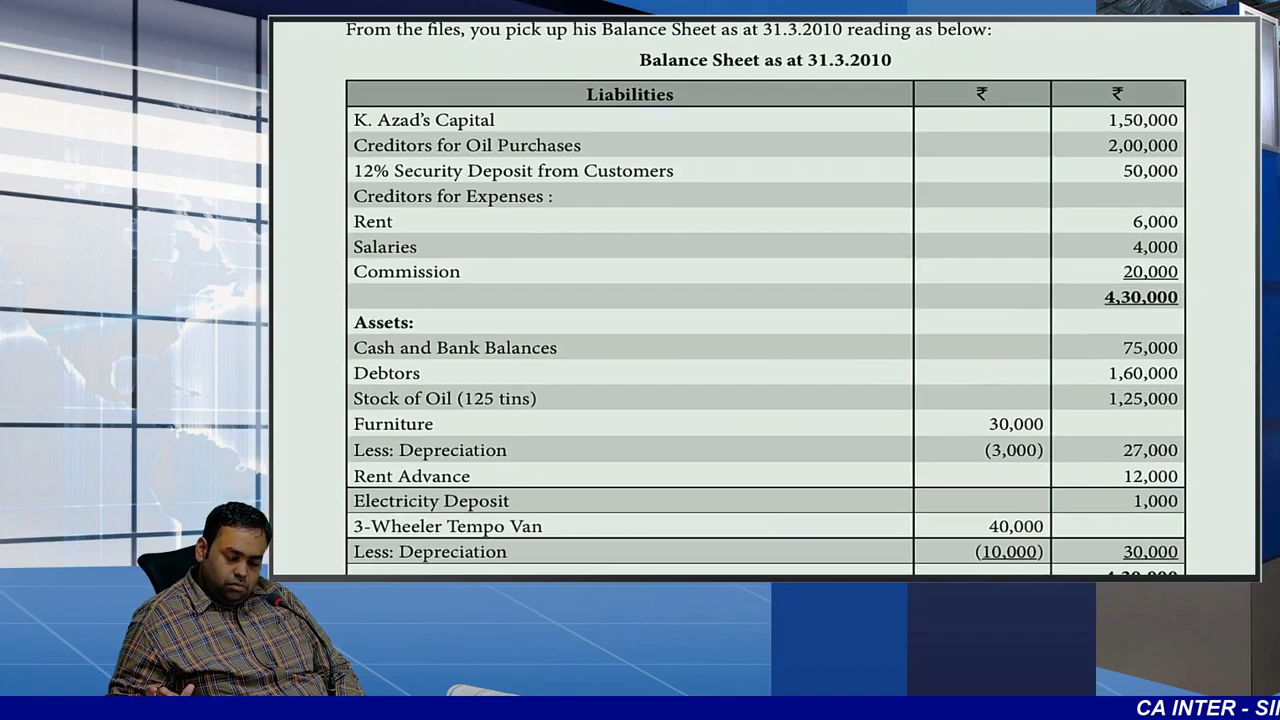 From the files, you pick up his Balance Sheet as at 31.3.2010 reading as below:
Balance Sheet as at 31.3.2010
Liabilities ₹ ₹
K. Azad’s Capital 1,50,000
Creditors for Oil Purchases 2,00,000
12% Security Deposit from Customers 50,000
Creditors for Expenses :
Rent 6,000
Salaries 4,000
Commission 20,000
4,30,000
Assets:
Cash and Bank Balances 75,000
Debtors 1,60,000
Stock of Oil (125 tins) 1,25,000
Furniture 30,000
Less: Depreciation (3,000) 27,000
Rent Advance 12,000
Electricity Deposit 1,000
3-Wheeler Tempo Van 40,000
Less: Depreciation (10,000) 30,000
CA INTER - SI